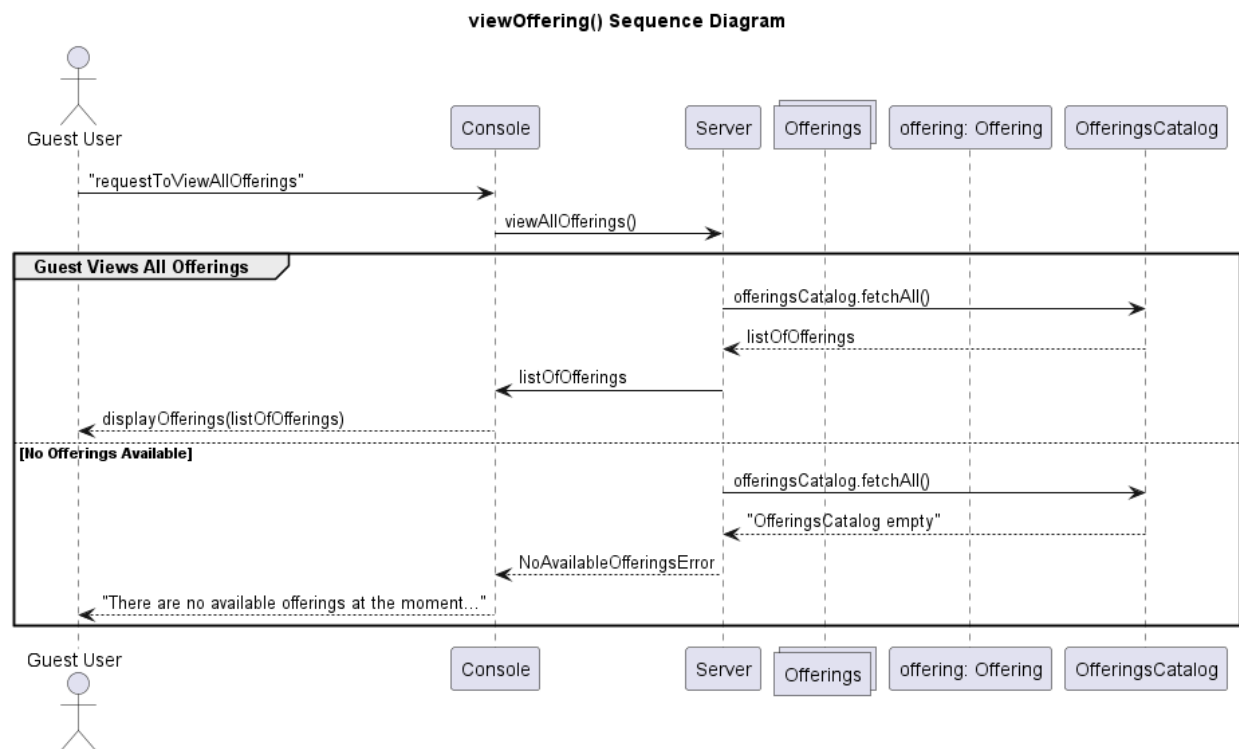 viewOffering() Sequence Diagram
Guest User
Console
Server
Offerings
offering: Offering
OfferingsCatalog
"requestToViewAllOfferings"
viewAllOfferings()
Guest Views All Offerings
offeringsCatalog.fetchAll()
listOfOfferings
listOfOfferings
displayOfferings(listOfOfferings)
[No Offerings Available]
offeringsCatalog.fetchAll()
"OfferingsCatalog empty"
NoAvailableOfferingsError
"There are no available offerings at the moment..."
Guest User
Console
Server
Offerings
offering: Offering
OfferingsCatalog